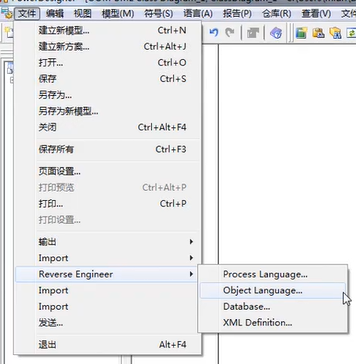 文件 编辑 视图 模型(M) 符号(S) 语言(A) 报告(P) 仓库(Y) 查看(V)
建立新模型... Ctrl+N
建立新方案... Ctrl+Alt+J
打开... Ctrl+O
保存 Ctrl+S
另存为...
另存为新模型...
关闭 Ctrl+Alt+F4
保存所有 Ctrl+F3
页面设置...
打印预览 Ctrl+Alt+P
打印... Ctrl+P
打印设置...
输出
Import
Reverse Engineer
Import
Import
发送...
退出 Alt+F4
Process Language...
Object Language...
Database...
XML Definition...